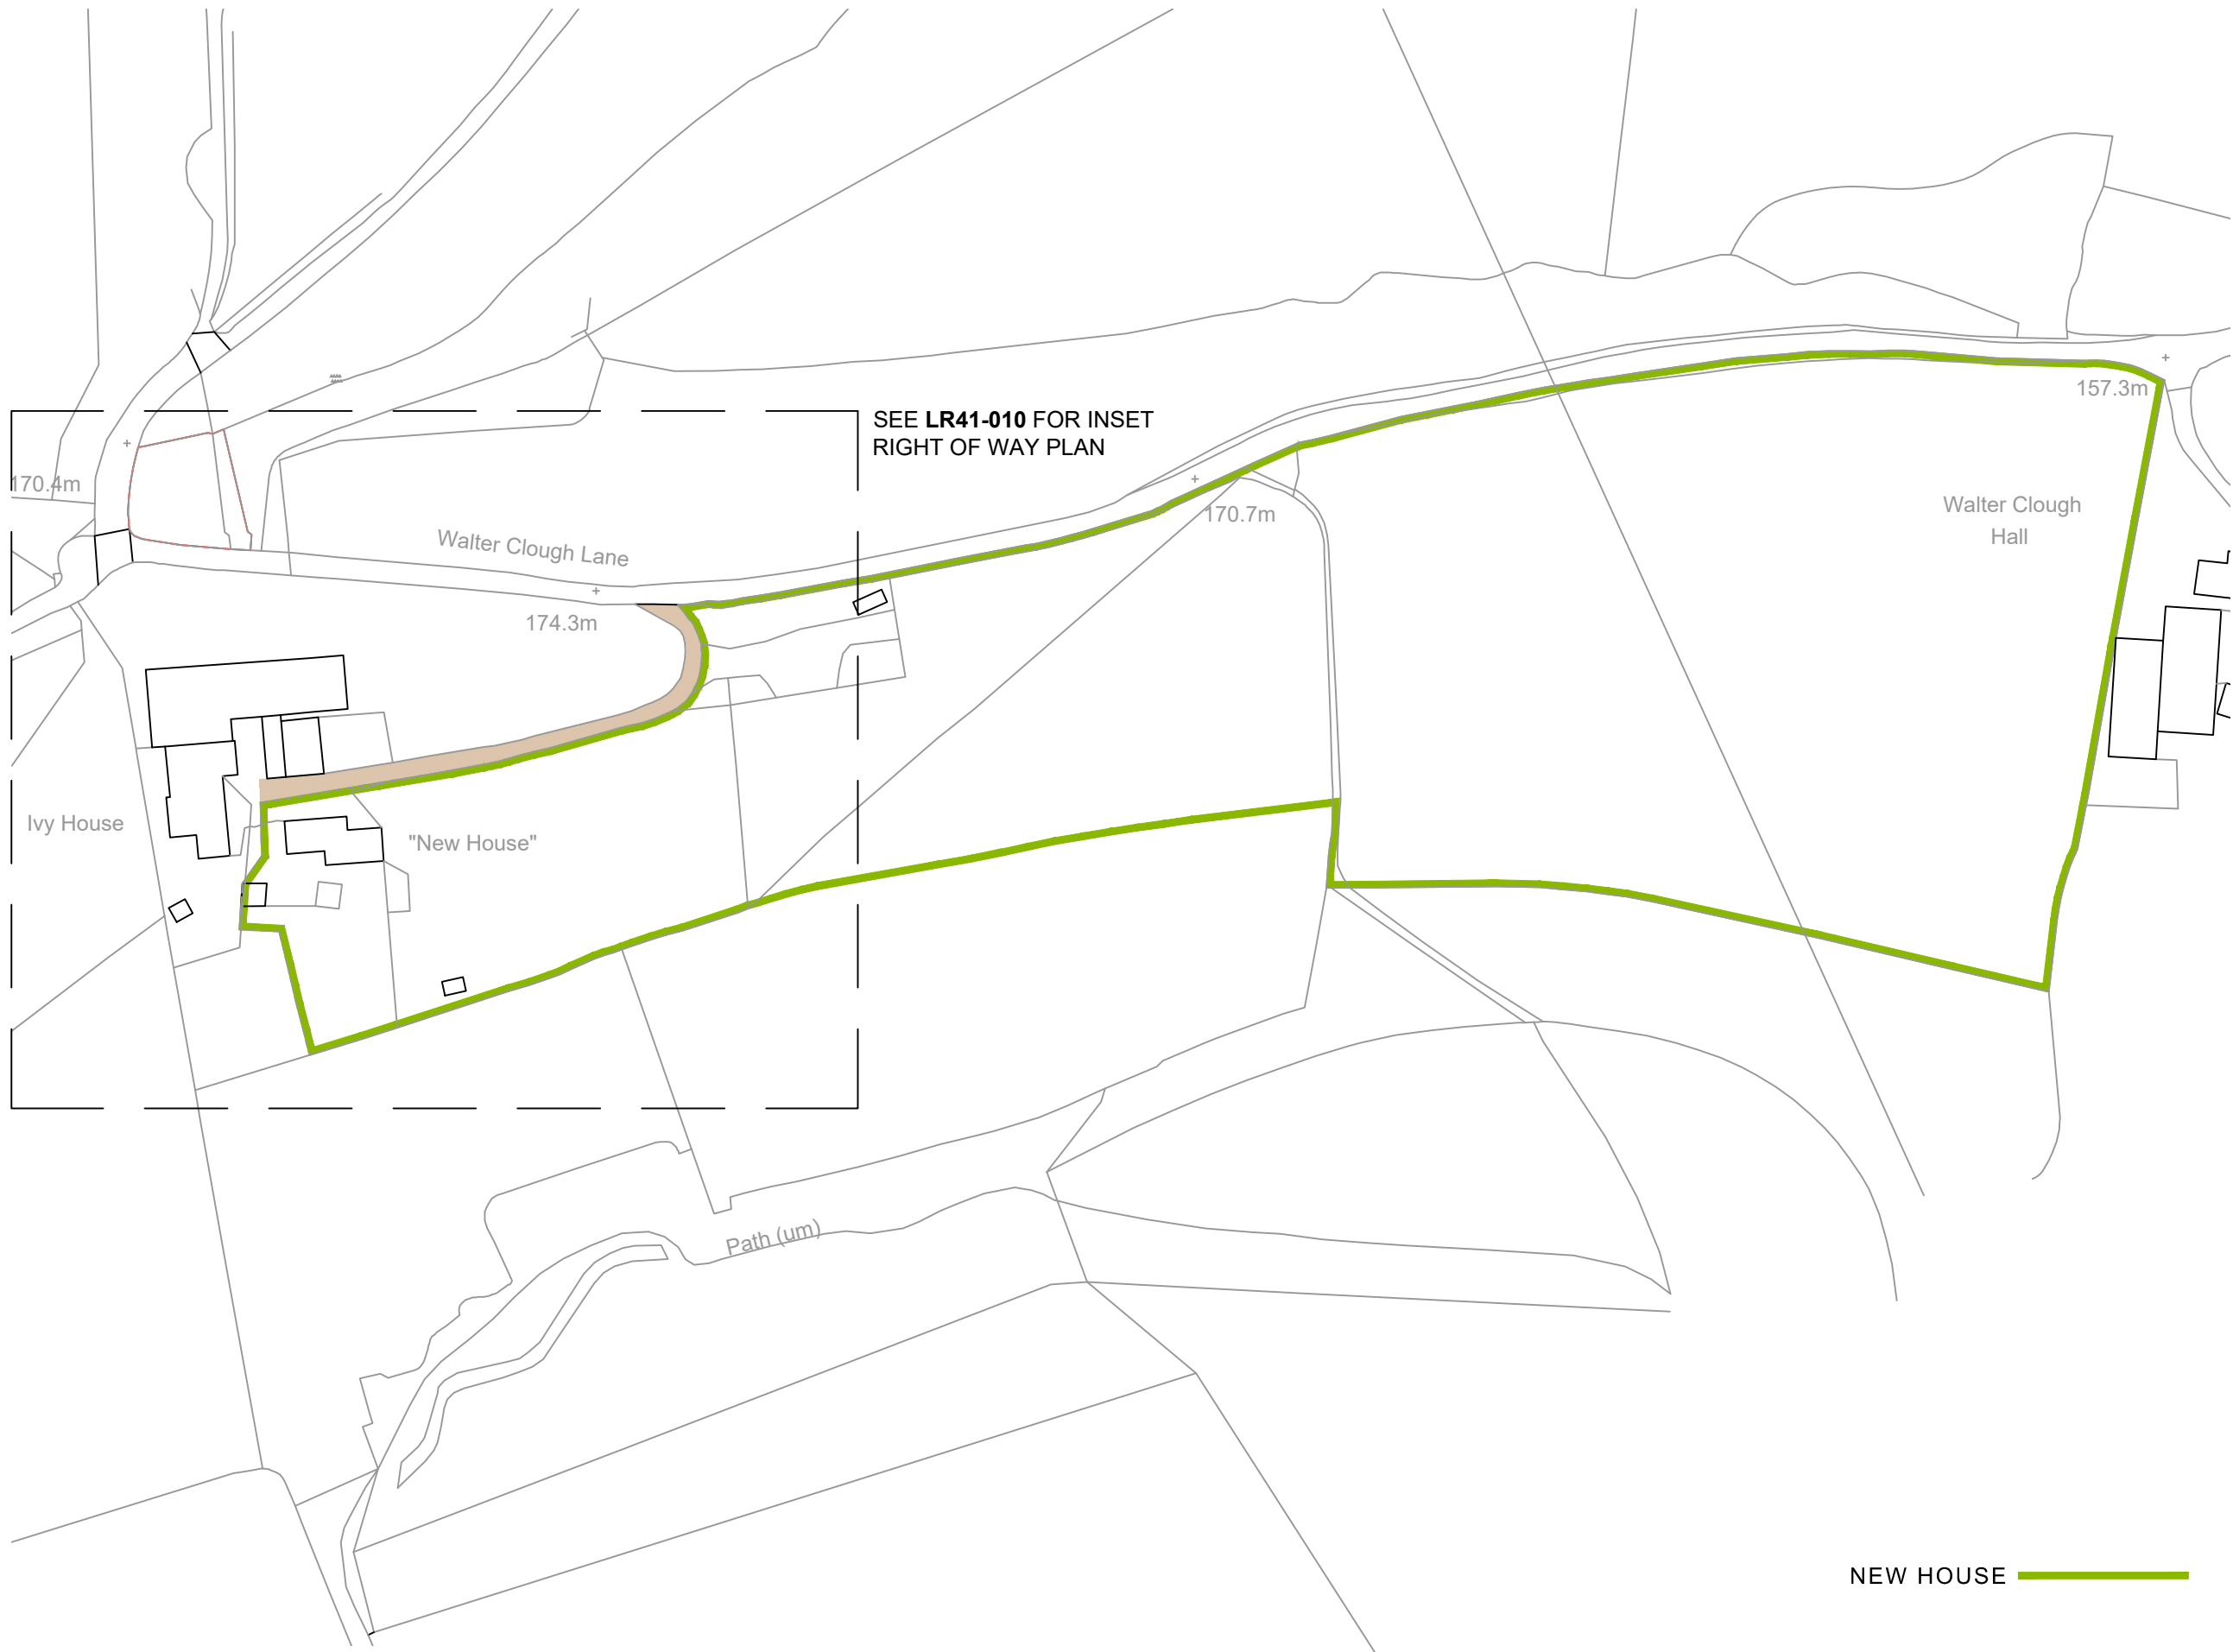 SEE LR41-010 FOR INSET
RIGHT OF WAY PLAN
157.3m
170.4m
170.7m
Walter Clough
Hall
Walter Clough Lane
174.3m
Ivy House
"New House"
Path (um)
NEW HOUSE